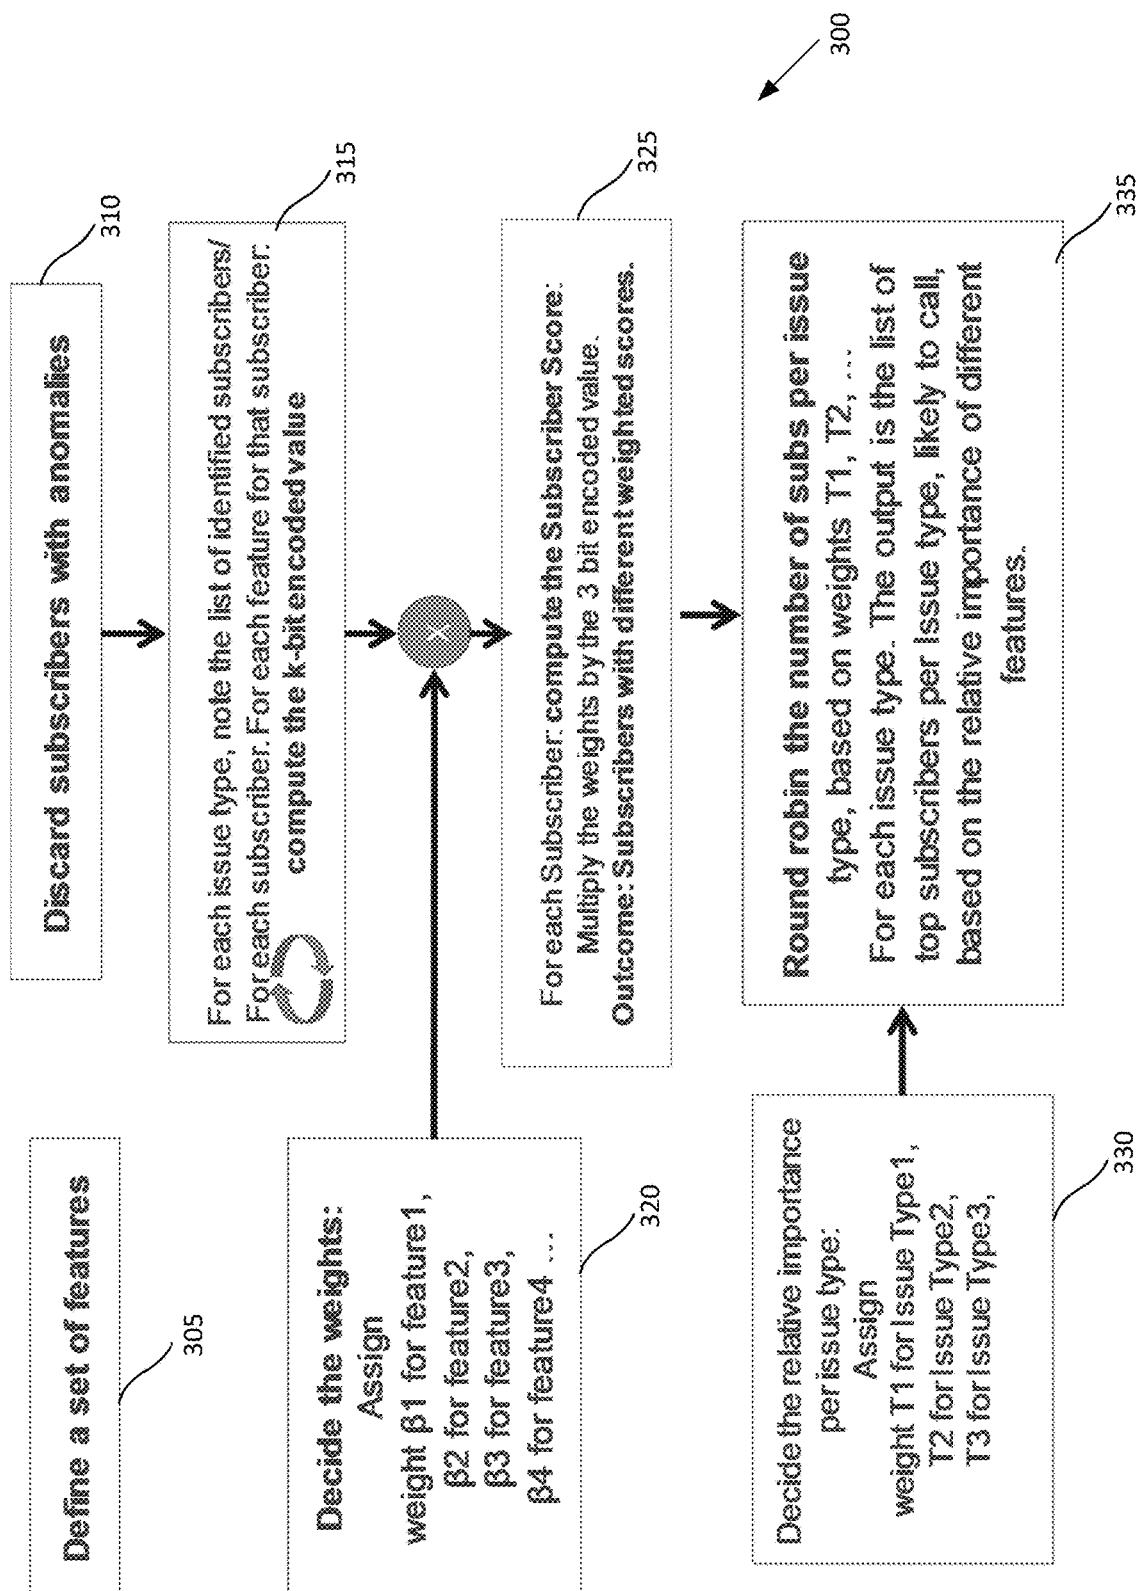 300
Define a set of features
305
Discard subscribers with anomalies
310
For each issue type, note the list of identified subscribers/
For each subscriber. For each feature for that subscriber:
compute the k-bit encoded value
315
Decide the weights:
Assign
weight β1 for feature1,
β2 for feature2,
β3 for feature3,
β4 for feature4 ...
320
x
For each Subscriber: compute the Subscriber Score:
Multiply the weights by the 3 bit encoded value.
Outcome: Subscribers with different weighted scores.
325
Decide the relative importance
per issue type:
Assign
weight T1 for Issue Type1,
T2 for Issue Type2,
T3 for Issue Type3,
330
Round robin the number of subs per issue
type, based on weights T1, T2, ...
For each issue type. The output is the list of
top subscribers per issue type, likely to call,
based on the relative importance of different
features.
335